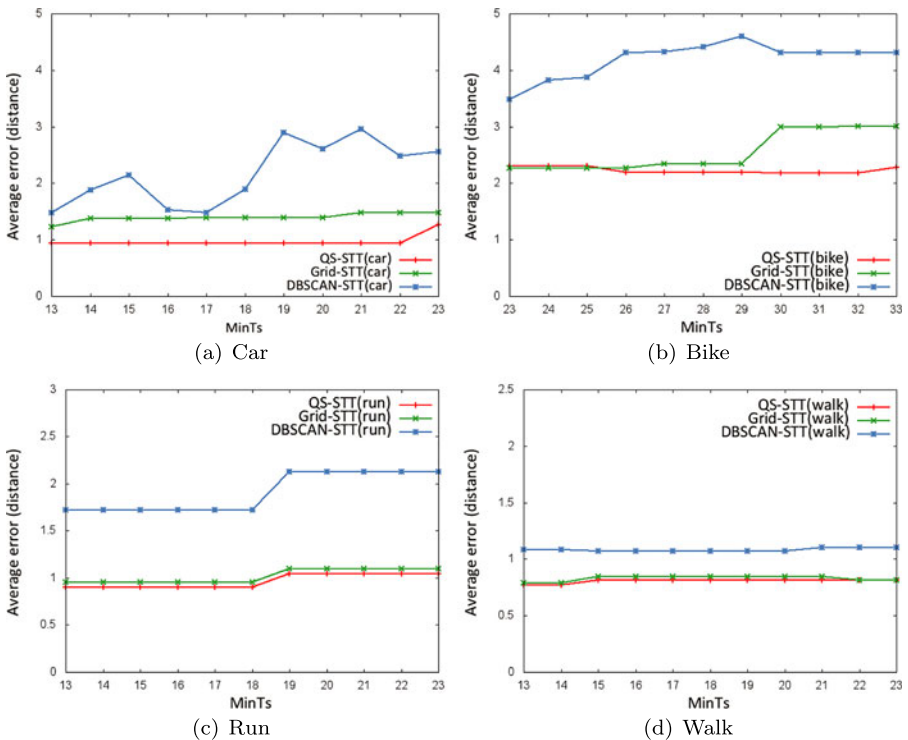 5
4
3
2
1
0
Average error (distance)
QS-STT(car)
Grid-STT(car)
DBSCAN-STT(car)
13 14 15 16 17 18 19 20 21 22 23
MinTs
(a) Car
5
4
3
2
1
0
Average error (distance)
QS-STT(bike)
Grid-STT(bike)
DBSCAN-STT(bike)
23 24 25 26 27 28 29 30 31 32 33
MinTs
(b) Bike
3
2.5
2
1.5
1
0.5
0
Average error (distance)
QS-STT(run)
Grid-STT(run)
DBSCAN-STT(run)
13 14 15 16 17 18 19 20 21 22 23
MinTs
(c) Run
2.5
2
1.5
1
0.5
0
Average error (distance)
QS-STT(walk)
Grid-STT(walk)
DBSCAN-STT(walk)
13 14 15 16 17 18 19 20 21 22 23
MinTs
(d) Walk